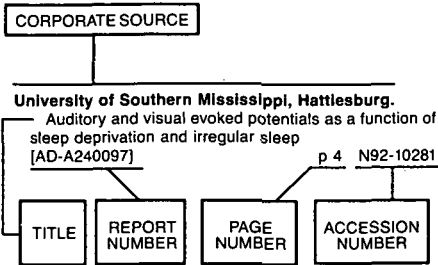 CORPORATE SOURCE
University of Southern Mississippi, Hattiesburg.
Auditory and visual evoked potentials as a function of
sleep deprivation and irregular sleep
[AD-A240097] p 4 N92-10281
TITLE
REPORT
NUMBER
PAGE
NUMBER
ACCESSION
NUMBER